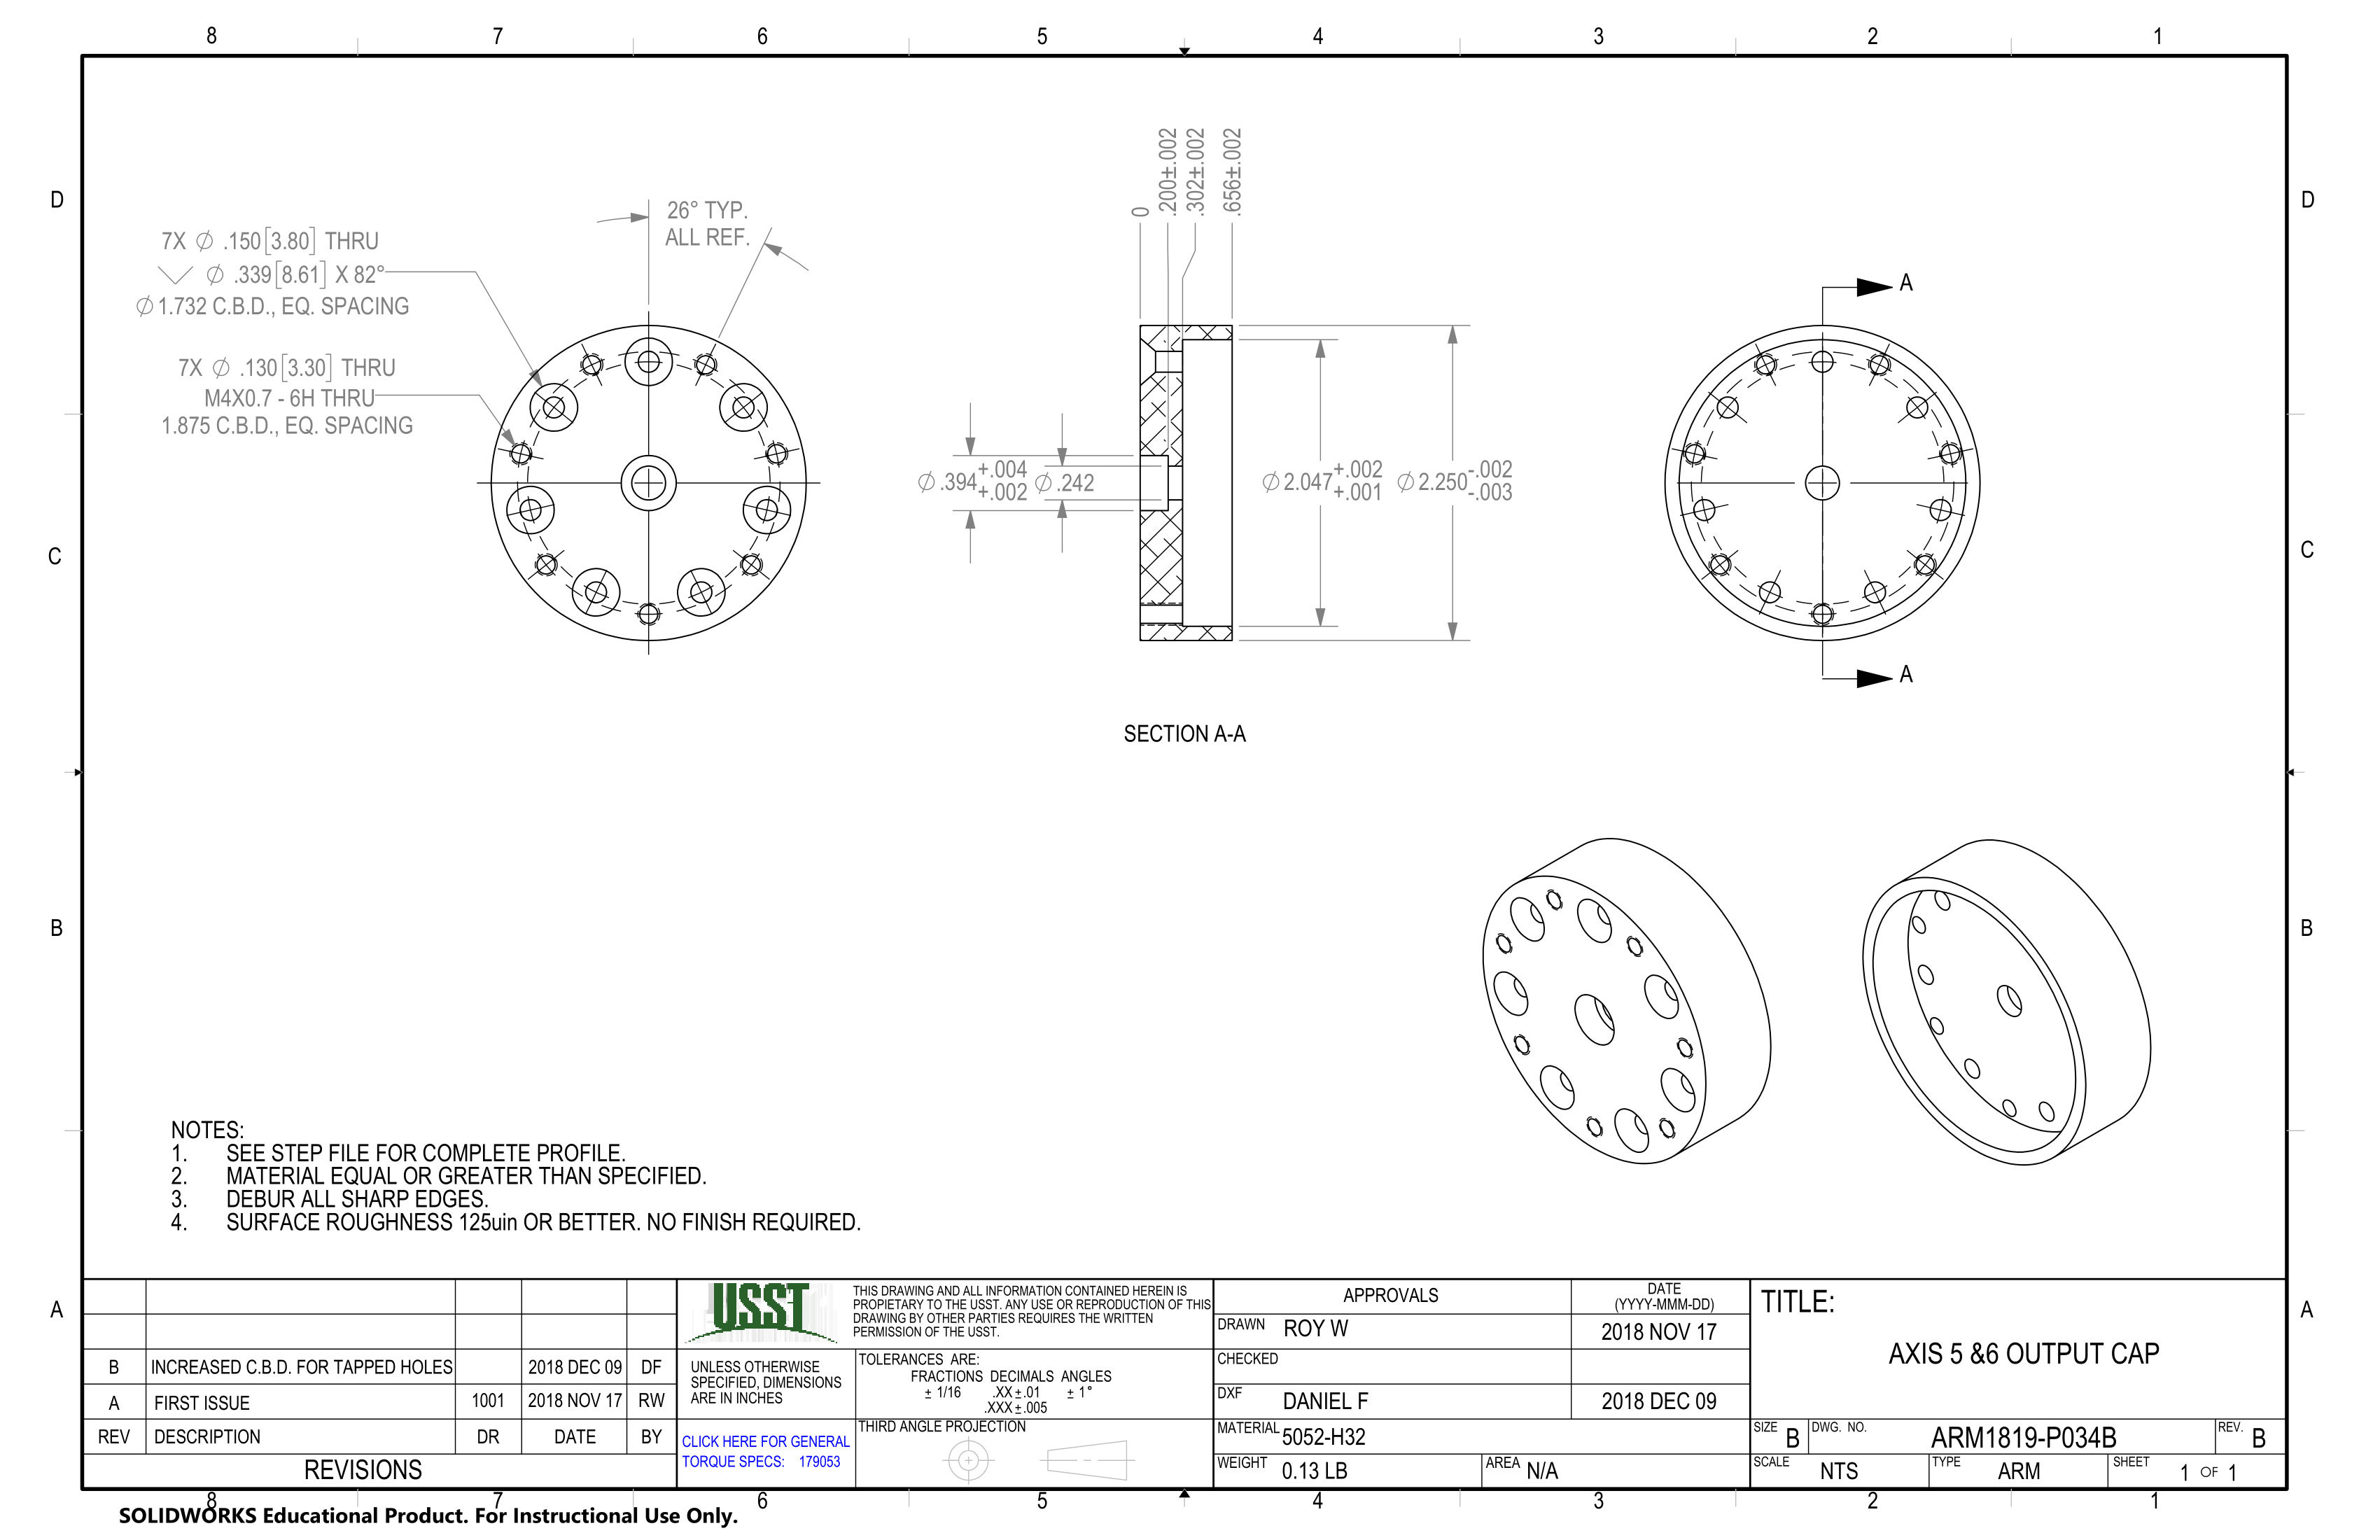 8 7 6 5 4 3 2 1
D
D
26° TYP.
ALL REF.
7X ⌀ .150[3.80] THRU
⌵ ⌀ .339[8.61] X 82°
⌀1.732 C.B.D., EQ. SPACING
7X ⌀ .130[3.30] THRU
M4X0.7 - 6H THRU
1.875 C.B.D., EQ. SPACING
0
.200±.002
.302±.002
.656±.002
⌀.394 +.004
+.002
⌀.242
⌀2.047 +.002
+.001
⌀2.250 -.002
-.003
A
A
SECTION A-A
C
C
B
B
NOTES:
1. SEE STEP FILE FOR COMPLETE PROFILE.
2. MATERIAL EQUAL OR GREATER THAN SPECIFIED.
3. DEBUR ALL SHARP EDGES.
4. SURFACE ROUGHNESS 125uin OR BETTER. NO FINISH REQUIRED.
A
A
B INCREASED C.B.D. FOR TAPPED HOLES 2018 DEC 09 DF
A FIRST ISSUE 1001 2018 NOV 17 RW
REV DESCRIPTION DR DATE BY
REVISIONS
USST
THIS DRAWING AND ALL INFORMATION CONTAINED HEREIN IS
PROPIETARY TO THE USST. ANY USE OR REPRODUCTION OF THIS
DRAWING BY OTHER PARTIES REQUIRES THE WRITTEN
PERMISSION OF THE USST.
UNLESS OTHERWISE
SPECIFIED, DIMENSIONS
ARE IN INCHES
TOLERANCES ARE:
FRACTIONS DECIMALS ANGLES
± 1/16 .XX±.01 ± 1°
.XXX±.005
CLICK HERE FOR GENERAL
TORQUE SPECS: 179053
THIRD ANGLE PROJECTION
APPROVALS DATE
(YYYY-MMM-DD)
DRAWN ROY W 2018 NOV 17
CHECKED
DXF DANIEL F 2018 DEC 09
MATERIAL 5052-H32
WEIGHT 0.13 LB AREA N/A
TITLE:
AXIS 5 &6 OUTPUT CAP
SIZE B DWG. NO. ARM1819-P034B REV. B
SCALE NTS TYPE ARM SHEET 1 OF 1
8 7 6 5 4 3 2 1
SOLIDWORKS Educational Product. For Instructional Use Only.